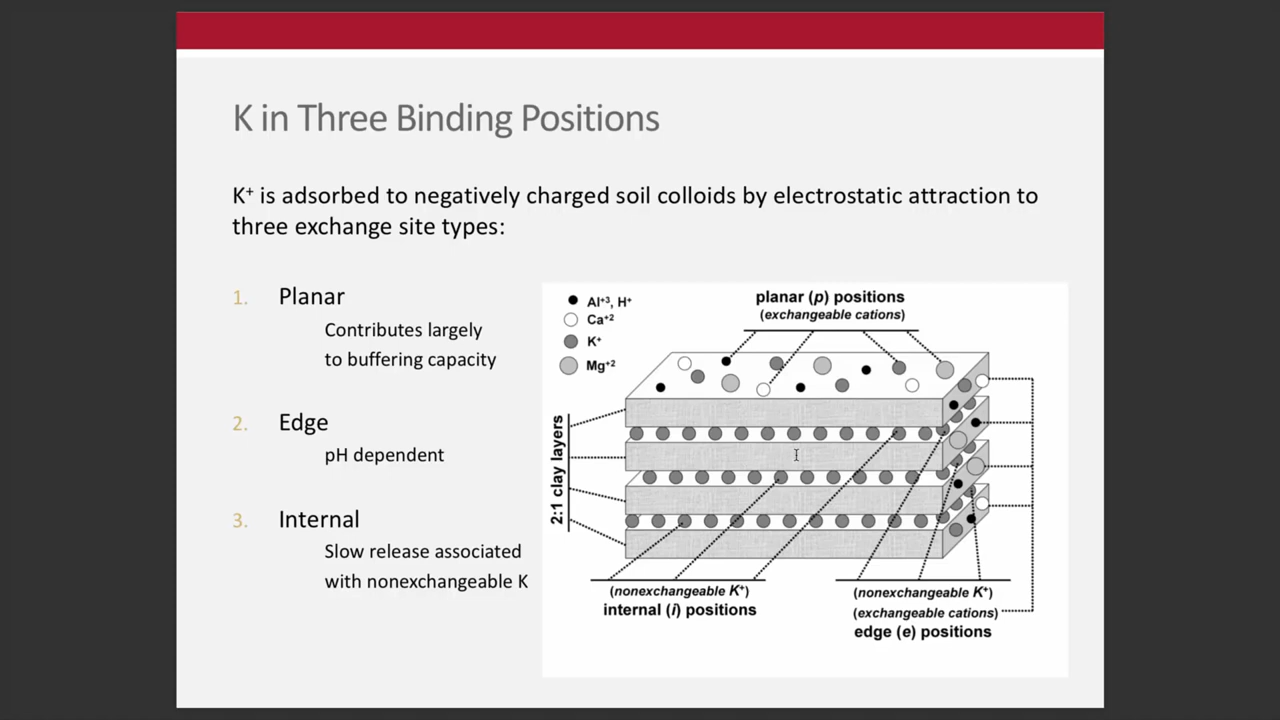 K in Three Binding Positions
K⁺ is adsorbed to negatively charged soil colloids by electrostatic attraction to
three exchange site types:
1. Planar
Contributes largely
to buffering capacity
2. Edge
pH dependent
3. Internal
Slow release associated
with nonexchangeable K
Al⁺³, H⁺
Ca⁺²
K⁺
Mg⁺²
planar (p) positions
(exchangeable cations)
2:1 clay layers
(nonexchangeable K⁺)
internal (i) positions
(nonexchangeable K⁺)
(exchangeable cations)
edge (e) positions